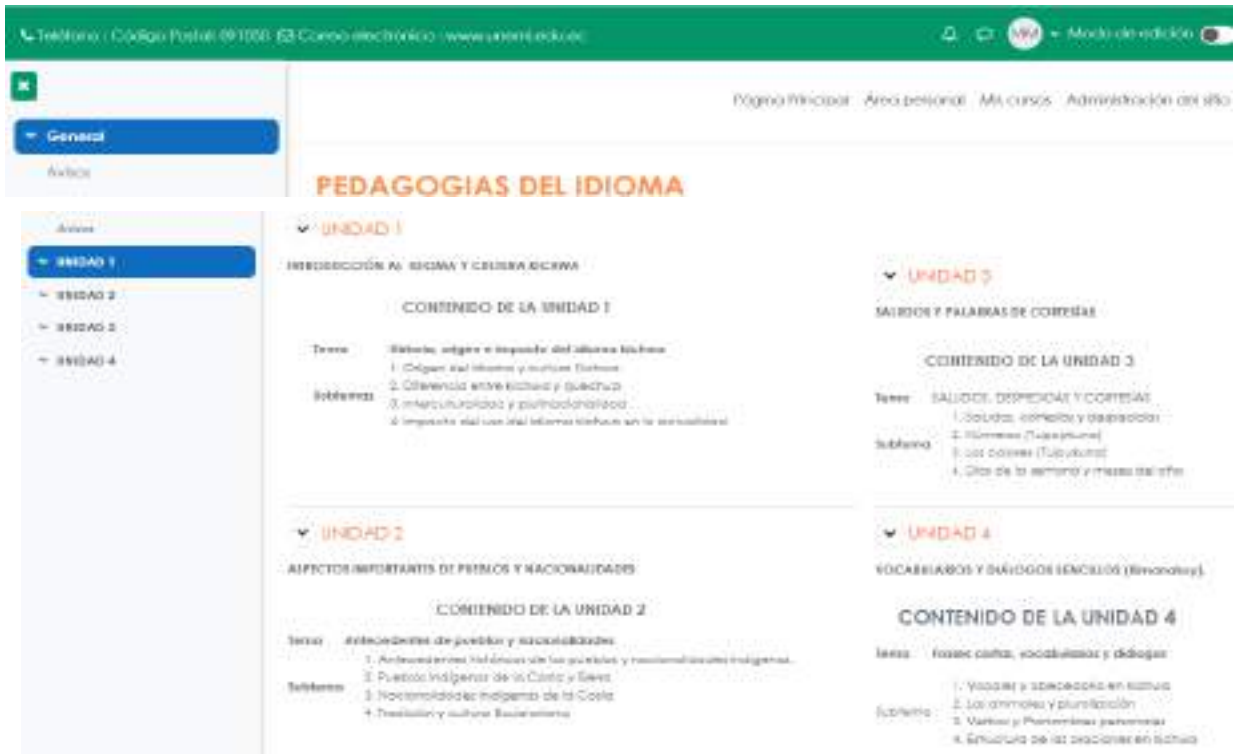 Teléfono : Código Postal: 091050 Correo electrónico : www.unemi.edu.ec
Modo de edición
Página Principal Área personal Mis cursos Administración del sitio
General
Avisos
PEDAGOGIAS DEL IDIOMA
Avisos
UNIDAD 1
UNIDAD 2
UNIDAD 3
UNIDAD 4
UNIDAD 1
INTRODUCCIÓN AL IDIOMA Y CULTURA KICHWA
CONTENIDO DE LA UNIDAD 1
Tema Historia, origen e impacto del idioma kichwa
Subtemas
1. Origen del idioma y cultura kichwa
2. Diferencia entre kichwa y quechua
3. Interculturalidad y plurinacionalidad
4. Impacto del uso del idioma kichwa en la actualidad
UNIDAD 2
ASPECTOS IMPORTANTES DE PUEBLOS Y NACIONALIDADES
CONTENIDO DE LA UNIDAD 2
Tema Antecedentes de pueblos y nacionalidades
Subtemas
1. Antecedentes históricos de los pueblos y nacionalidades indígenas.
2. Pueblos indígenas de la Costa y Sierra
3. Nacionalidades indígenas de la Costa
4. Tradición y cultura
UNIDAD 3
SALUDOS Y PALABRAS DE CORTESÍAS
CONTENIDO DE LA UNIDAD 3
Tema SALUDOS, DESPEDIDAS Y CORTESÍAS
Subtema
1. Saludos, cortesías y despedidas
2. Números
3. Los colores
4. Días de la semana y meses del año
UNIDAD 4
VOCABULARIOS Y DIÁLOGOS SENCILLOS
CONTENIDO DE LA UNIDAD 4
Tema Frases cortas, vocabularios y diálogos
Subtema
1. Vocales y abecedario en kichwa
2. Los animales y pluralización
3. Verbos y Pronombres personales
4. Estructura de las oraciones en kichwa